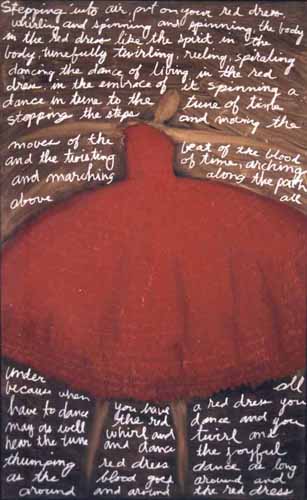 Stepping into air, put on your red dress,
whirling and spinning and spinning, the body
in the red dress like the spirit in the
body, tunefully twirling, reeling, spiraling
dancing the dance of living in the red
dress, in the embrace of it spinning a
dance in tune to the tune of time
stopping the steps and moving the
moves of the beat of the blood
and the twisting of time, arching
and marching along the path
above all
under all
because when you have a red dress you
have to dance the red dance and you
may as well whirl and twirl and
hear the tune and dance the joyful
thumping red dress dance as long
as the blood goes around and
around and around the red dress.